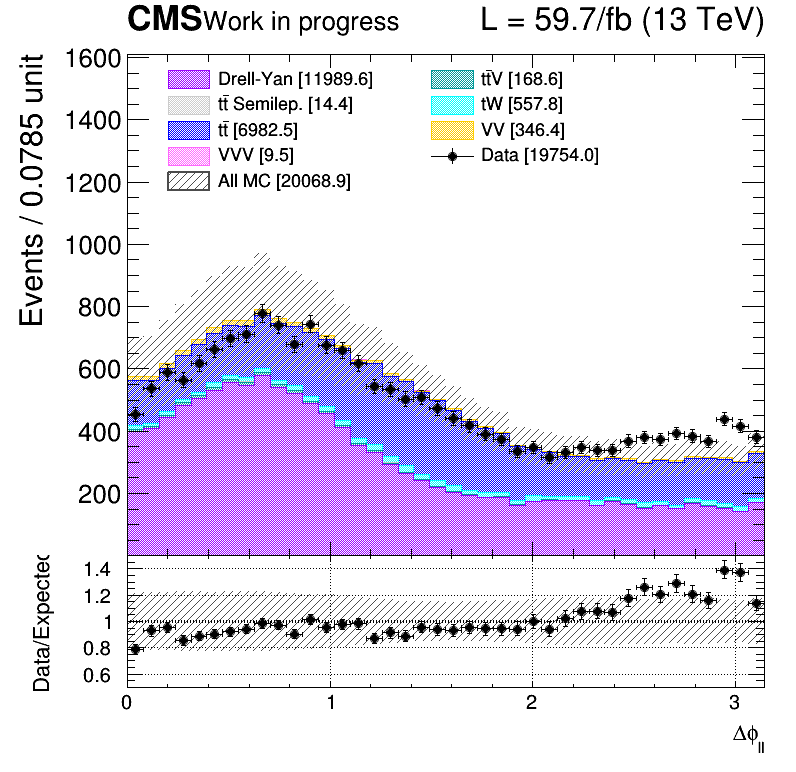 CMS Work in progress L = 59.7/fb (13 TeV)
Events / 0.0785 unit
1600
1400
1200
1000
800
600
400
200
Drell-Yan [11989.6]
tt̄ Semilep. [14.4]
tt̄ [6982.5]
VVV [9.5]
All MC [20068.9]
tt̄V [168.6]
tW [557.8]
VV [346.4]
Data [19754.0]
Data/Expected
1.4
1.2
1
0.8
0.6
0 1 2 3
Δϕll